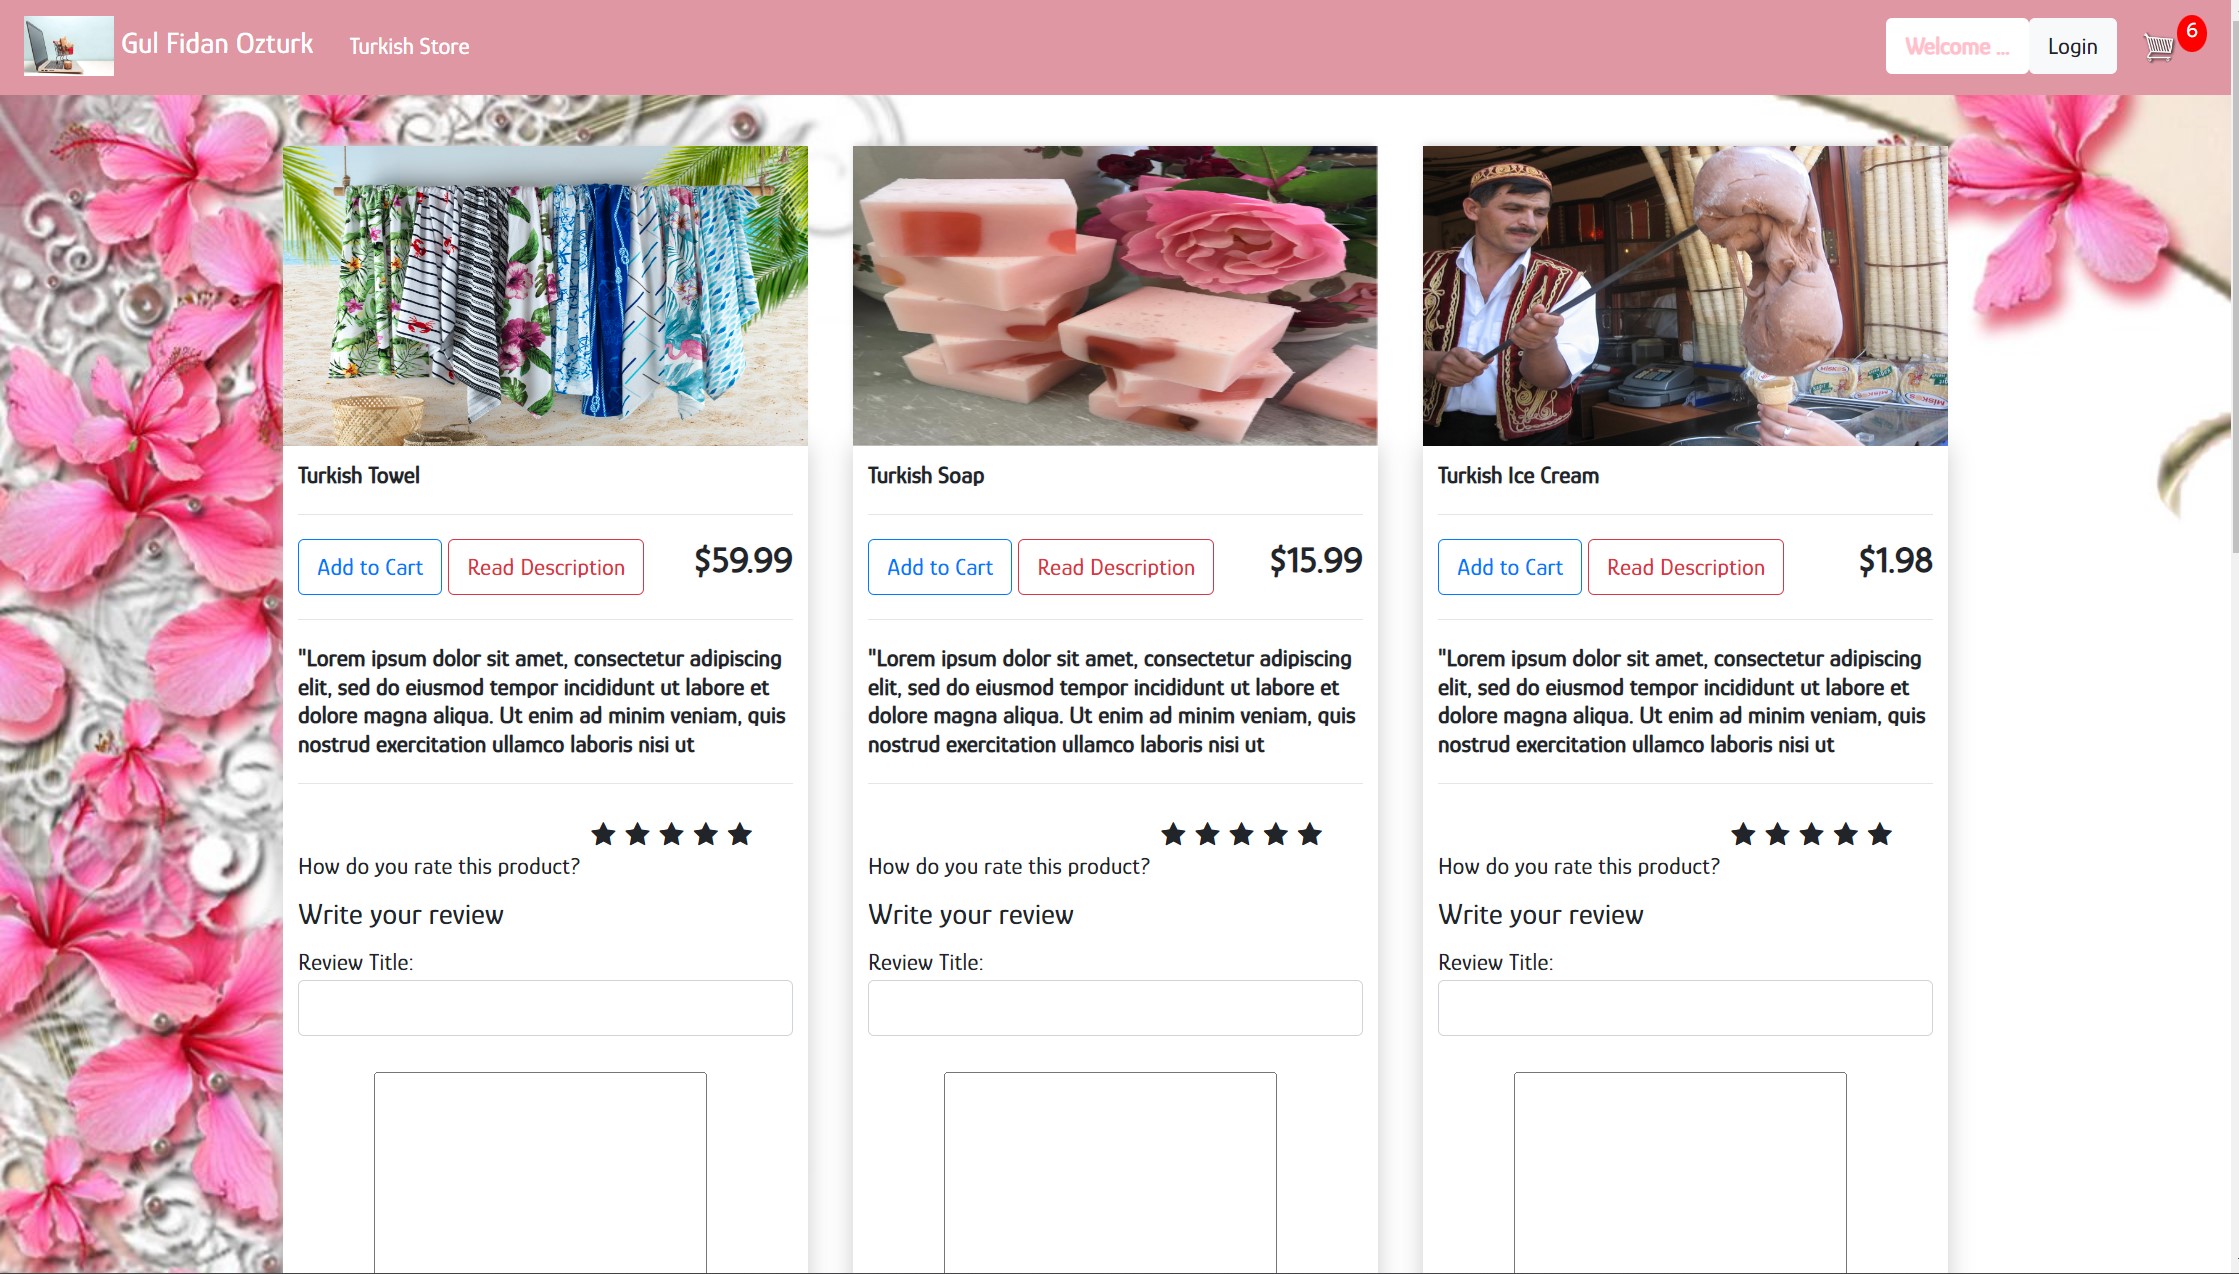 Gul Fidan Ozturk
Turkish Store
Welcome ...
Login
6
Turkish Towel
Add to Cart
Read Description
$59.99
"Lorem ipsum dolor sit amet, consectetur adipiscing
elit, sed do eiusmod tempor incididunt ut labore et
dolore magna aliqua. Ut enim ad minim veniam, quis
nostrud exercitation ullamco laboris nisi ut
How do you rate this product?
Write your review
Review Title:
Turkish Soap
Add to Cart
Read Description
$15.99
"Lorem ipsum dolor sit amet, consectetur adipiscing
elit, sed do eiusmod tempor incididunt ut labore et
dolore magna aliqua. Ut enim ad minim veniam, quis
nostrud exercitation ullamco laboris nisi ut
How do you rate this product?
Write your review
Review Title:
Turkish Ice Cream
Add to Cart
Read Description
$1.98
"Lorem ipsum dolor sit amet, consectetur adipiscing
elit, sed do eiusmod tempor incididunt ut labore et
dolore magna aliqua. Ut enim ad minim veniam, quis
nostrud exercitation ullamco laboris nisi ut
How do you rate this product?
Write your review
Review Title: